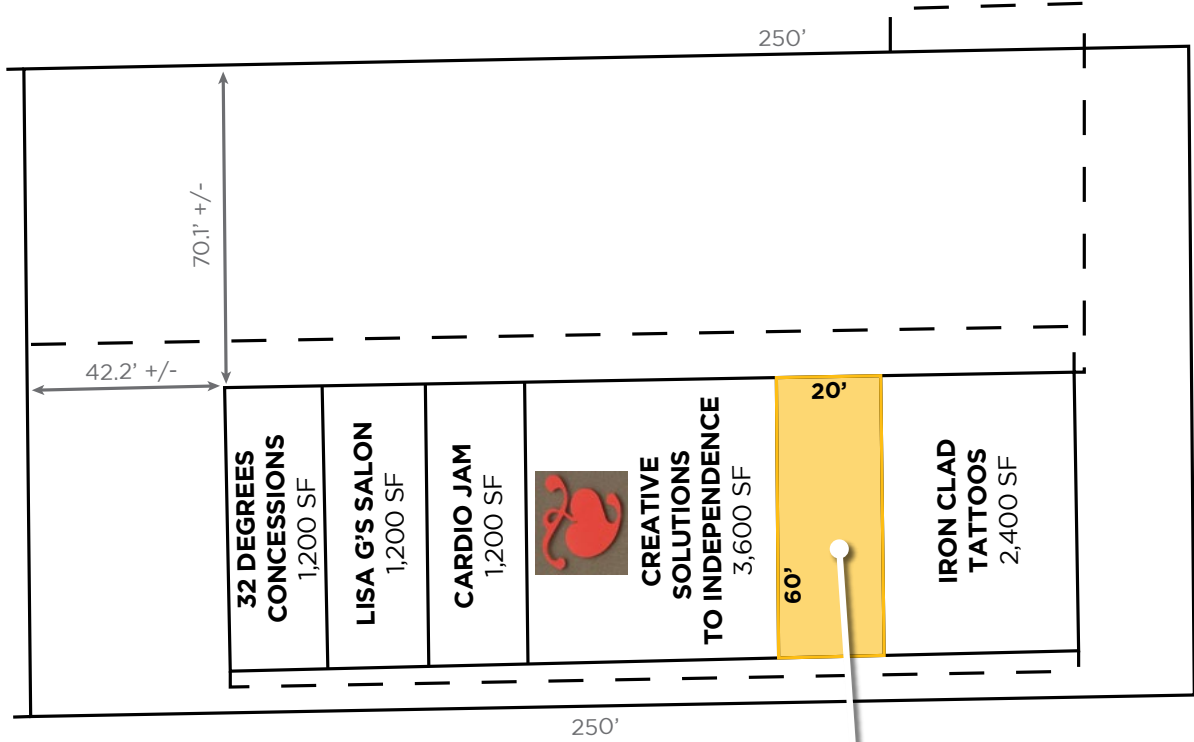 250’
70.1’ +/-
42.2’ +/-
32 DEGREES
CONCESSIONS
1,200 SF
LISA G’S SALON
1,200 SF
CARDIO JAM
1,200 SF
CREATIVE
SOLUTIONS
TO INDEPENDENCE
3,600 SF
20’
60’
IRON CLAD
TATTOOS
2,400 SF
250’